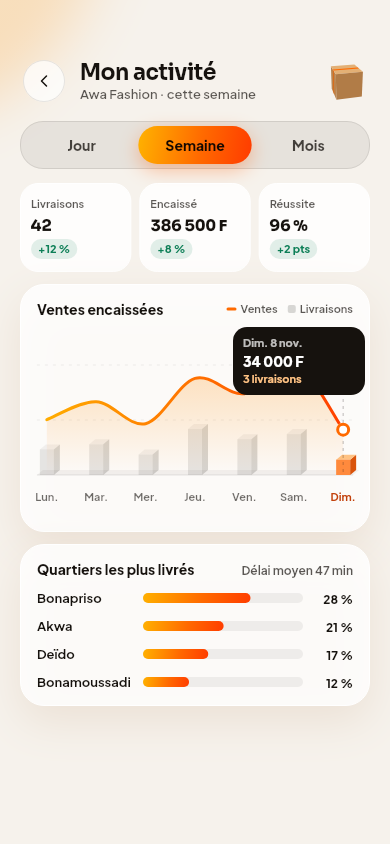 Mon activité
Awa Fashion · cette semaine
Jour
Semaine
Mois
Livraisons
42
+12 %
Encaissé
386 500 F
+8 %
Réussite
96 %
+2 pts
Ventes encaissées
Ventes
Livraisons
Dim. 8 nov.
34 000 F
3 livraisons
Lun. Mar. Mer. Jeu. Ven. Sam. Dim.
Quartiers les plus livrés
Délai moyen 47 min
Bonapriso 28 %
Akwa 21 %
Deïdo 17 %
Bonamoussadi 12 %